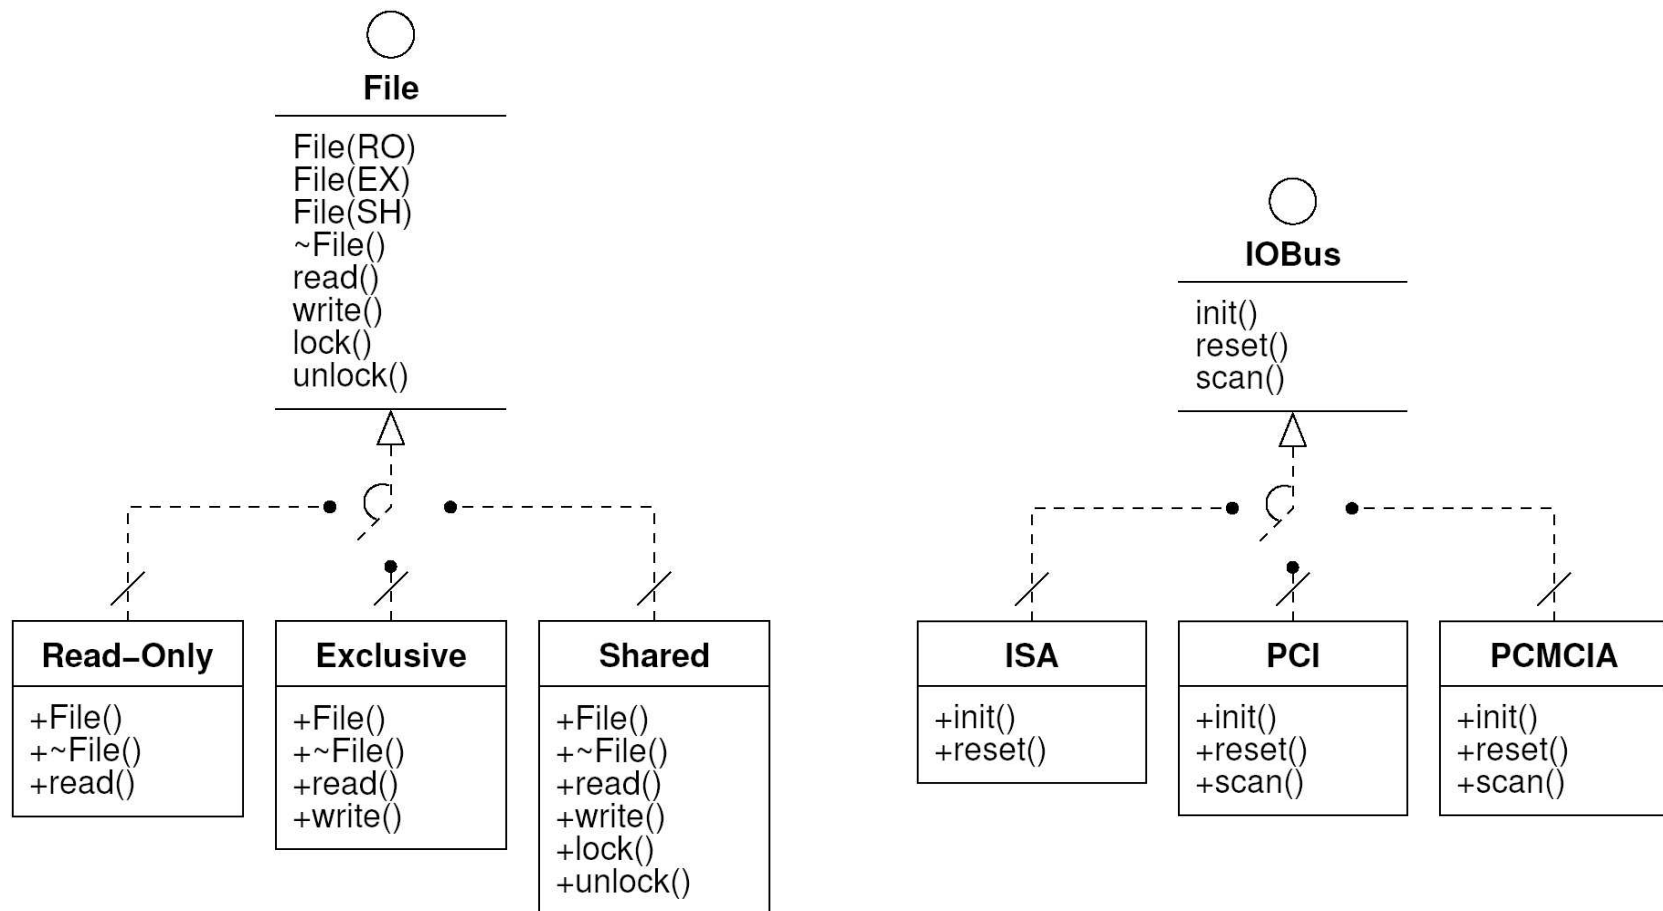 File
File(RO)
File(EX)
File(SH)
~File()
read()
write()
lock()
unlock()
IOBus
init()
reset()
scan()
Read–Only
+File()
+~File()
+read()
Exclusive
+File()
+~File()
+read()
+write()
Shared
+File()
+~File()
+read()
+write()
+lock()
+unlock()
ISA
+init()
+reset()
PCI
+init()
+reset()
+scan()
PCMCIA
+init()
+reset()
+scan()